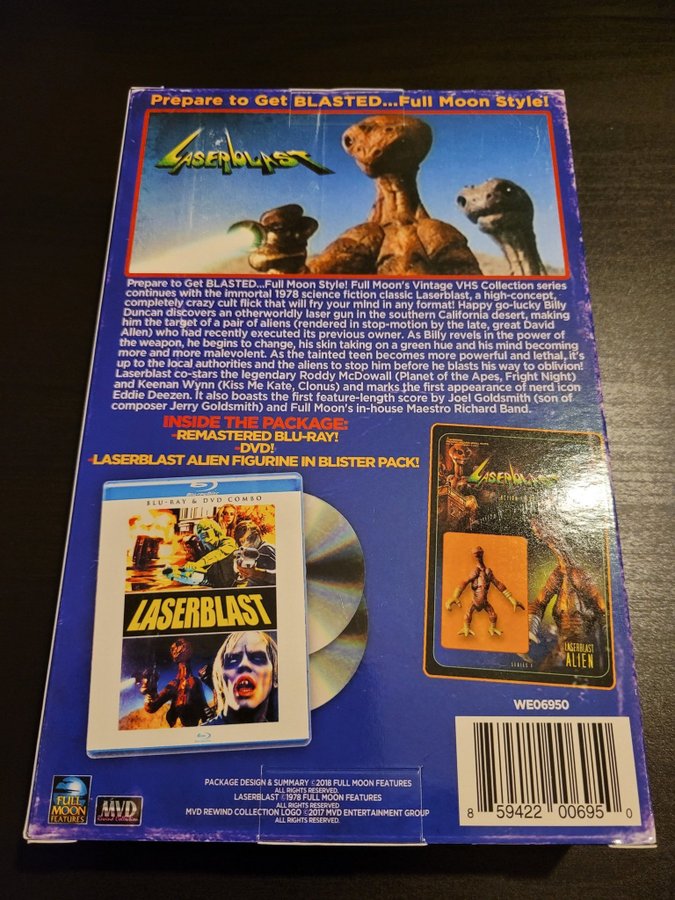 Prepare to Get BLASTED...Full Moon Style!
LASERBLAST
Prepare to Get BLASTED...Full Moon Style! Full Moon's Vintage VHS Collection series
continues with the immortal 1978 science fiction classic Laserblast, a high-concept,
completely crazy cult flick that will fry your mind in any format! Happy go-lucky Billy
Duncan discovers an otherworldly laser gun in the southern California desert, making
him the target of a pair of aliens (rendered in stop-motion by the late, great David
Allen) who had recently executed its previous owner. As Billy revels in the power of
the weapon, he begins to change, his skin taking on a green hue and his mind becoming
more and more malevolent. As the tainted teen becomes more powerful and lethal, it's
up to the local authorities and the aliens to stop him before he blasts his way to oblivion!
Laserblast co-stars the legendary Roddy McDowall (Planet of the Apes, Fright Night)
and Keenan Wynn (Kiss Me Kate, Clonus) and marks the first appearance of nerd icon
Eddie Deezen. It also boasts the first feature-length score by Joel Goldsmith (son of
composer Jerry Goldsmith) and Full Moon's in-house Maestro Richard Band.
INSIDE THE PACKAGE:
-REMASTERED BLU-RAY!
-DVD!
-LASERBLAST ALIEN FIGURINE IN BLISTER PACK!
BLU-RAY & DVD COMBO
LASERBLAST
LASERBLAST
LASERBLAST
ALIEN
SERIES 1
WE06950
8 59422 00695 0
FULL
MOON
FEATURES
MVD
Rewind Collection
PACKAGE DESIGN & SUMMARY ©2018 FULL MOON FEATURES
ALL RIGHTS RESERVED.
LASERBLAST ©1978 FULL MOON FEATURES
ALL RIGHTS RESERVED.
MVD REWIND COLLECTION LOGO ©2017 MVD ENTERTAINMENT GROUP
ALL RIGHTS RESERVED.